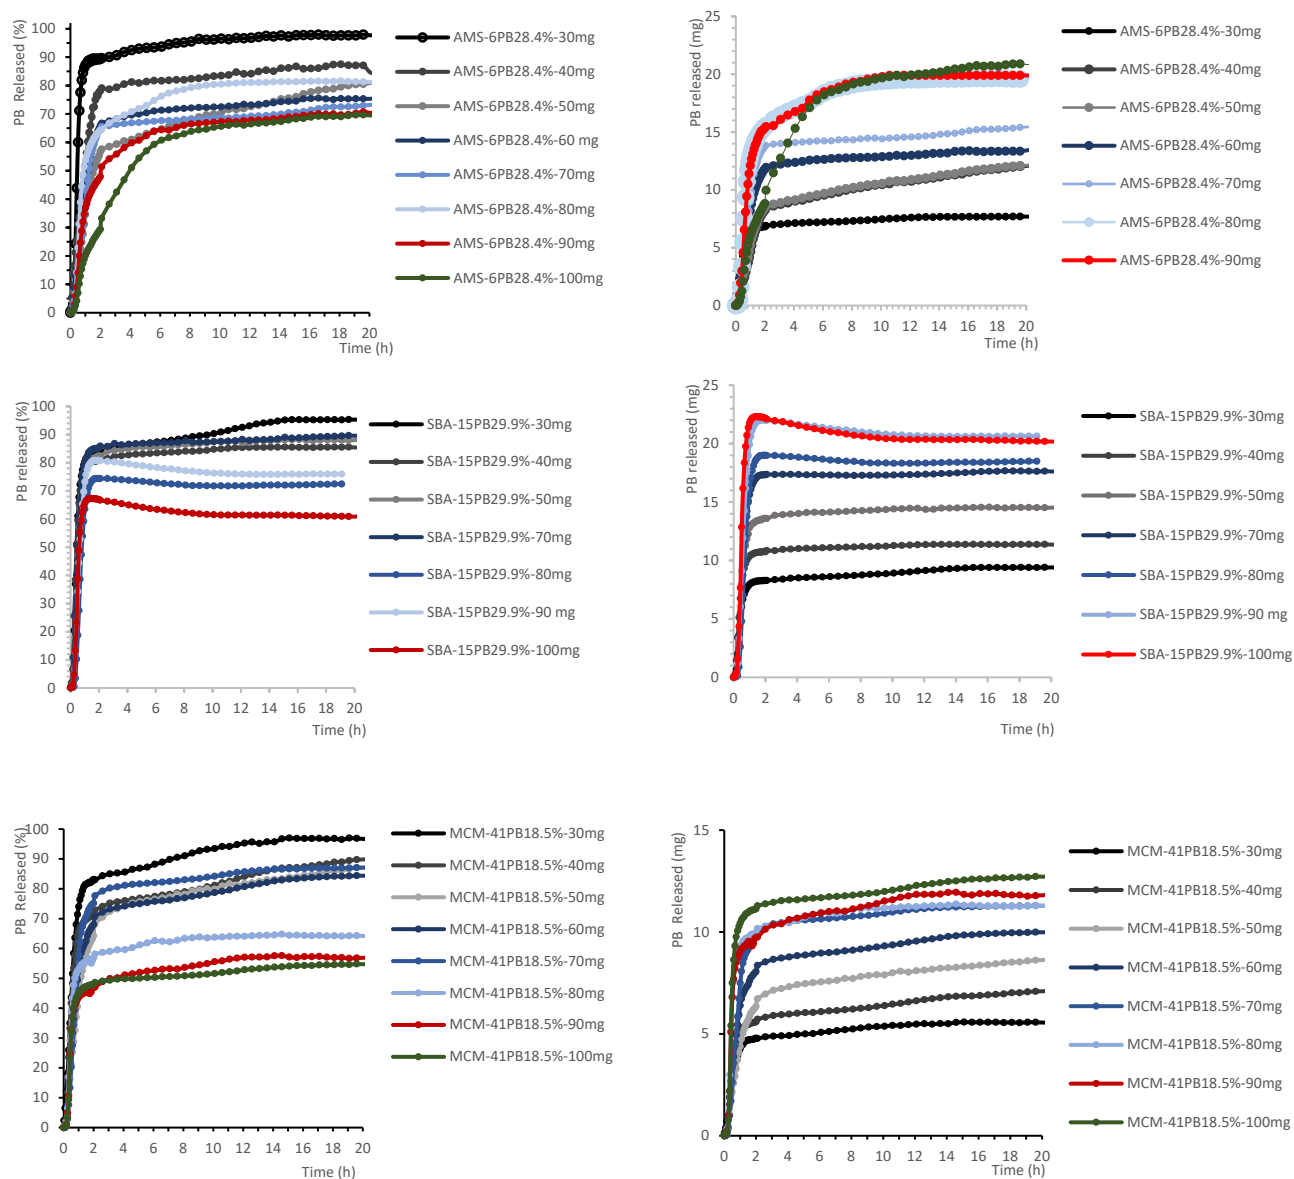 PB Released (%)
100
90
80
70
60
50
40
30
20
10
0
0 2 4 6 8 10 12 14 16 18 20
Time (h)
AMS-6PB28.4%-30mg
AMS-6PB28.4%-40mg
AMS-6PB28.4%-50mg
AMS-6PB28.4%-60 mg
AMS-6PB28.4%-70mg
AMS-6PB28.4%-80mg
AMS-6PB28.4%-90mg
AMS-6PB28.4%-100mg
PB released (mg)
25
20
15
10
5
0
0 2 4 6 8 10 12 14 16 18 20
Time (h)
AMS-6PB28.4%-30mg
AMS-6PB28.4%-40mg
AMS-6PB28.4%-50mg
AMS-6PB28.4%-60mg
AMS-6PB28.4%-70mg
AMS-6PB28.4%-80mg
AMS-6PB28.4%-90mg
PB released (%)
100
90
80
70
60
50
40
30
20
10
0
0 2 4 6 8 10 12 14 16 18 20
Time (h)
SBA-15PB29.9%-30mg
SBA-15PB29.9%-40mg
SBA-15PB29.9%-50mg
SBA-15PB29.9%-70mg
SBA-15PB29.9%-80mg
SBA-15PB29.9%-90 mg
SBA-15PB29.9%-100mg
PB released (mg)
25
20
15
10
5
0
0 2 4 6 8 10 12 14 16 18 20
Time (h)
SBA-15PB29.9%-30mg
SBA-15PB29.9%-40mg
SBA-15PB29.9%-50mg
SBA-15PB29.9%-70mg
SBA-15PB29.9%-80mg
SBA-15PB29.9%-90 mg
SBA-15PB29.9%-100mg
PB Released (%)
100
90
80
70
60
50
40
30
20
10
0
0 2 4 6 8 10 12 14 16 18 20
Time (h)
MCM-41PB18.5%-30mg
MCM-41PB18.5%-40mg
MCM-41PB18.5%-50mg
MCM-41PB18.5%-60mg
MCM-41PB18.5%-70mg
MCM-41PB18.5%-80mg
MCM-41PB18.5%-90mg
MCM-41PB18.5%-100mg
PB Released (mg)
15
10
5
0
0 2 4 6 8 10 12 14 16 18 20
Time (h)
MCM-41PB18.5%-30mg
MCM-41PB18.5%-40mg
MCM-41PB18.5%-50mg
MCM-41PB18.5%-60mg
MCM-41PB18.5%-70mg
MCM-41PB18.5%-80mg
MCM-41PB18.5%-90mg
MCM-41PB18.5%-100mg